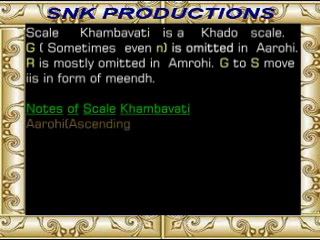 SNK PRODUCTIONS
Scale Khambavati is a Khado scale.
G ( Sometimes even n) is omitted in Aarohi.
R is mostly omitted in Amrohi. G to S move
iis in form of meendh.
Notes of Scale Khambavati
Aarohi(Ascending